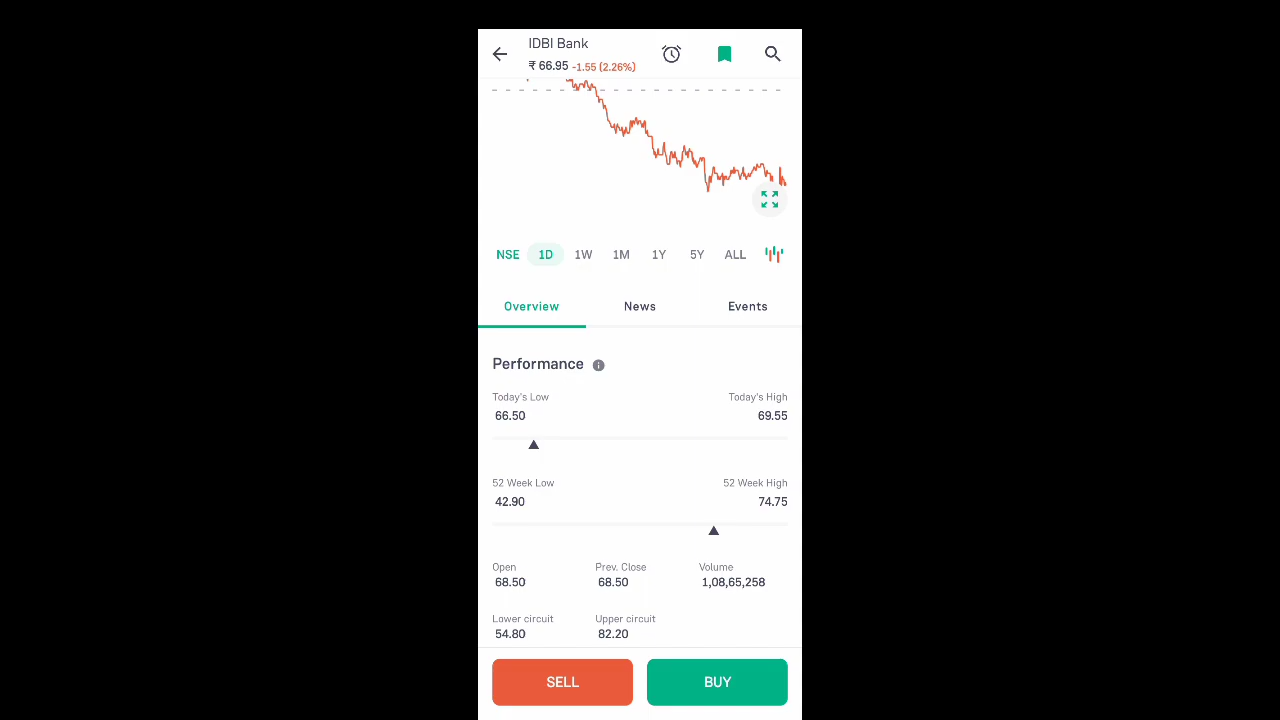 IDBI Bank
₹ 66.95 -1.55 (2.26%)
NSE 1D 1W 1M 1Y 5Y ALL
Overview News Events
Performance
Today's Low Today's High
66.50 69.55
52 Week Low 52 Week High
42.90 74.75
Open Prev. Close Volume
68.50 68.50 1,08,65,258
Lower circuit Upper circuit
54.80 82.20
SELL BUY